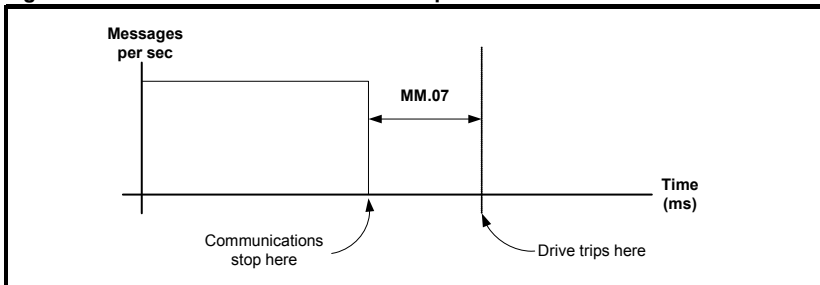 Messages
per sec
MM.07
Time
(ms)
Communications
stop here
Drive trips here